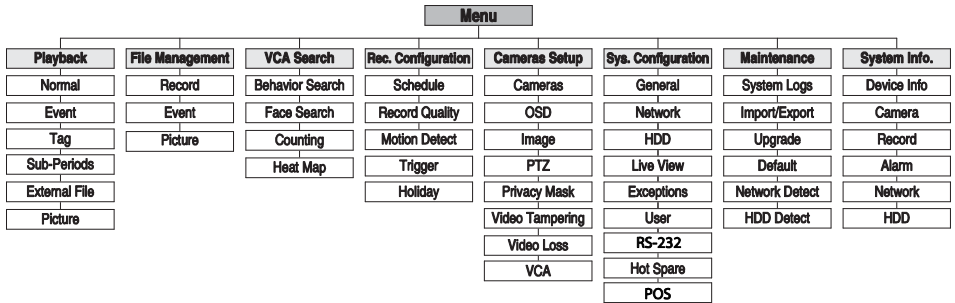 Menu
Playback
Normal
Event
Tag
Sub-Periods
External File
Picture
File Management
Record
Event
Picture
VCA Search
Behavior Search
Face Search
Counting
Heat Map
Rec. Configuration
Schedule
Record Quality
Motion Detect
Trigger
Holiday
Cameras Setup
Cameras
OSD
Image
PTZ
Privacy Mask
Video Tampering
Video Loss
VCA
Sys. Configuration
General
Network
HDD
Live View
Exceptions
User
RS-232
Hot Spare
POS
Maintenance
System Logs
Import/Export
Upgrade
Default
Network Detect
HDD Detect
System Info.
Device Info
Camera
Record
Alarm
Network
HDD